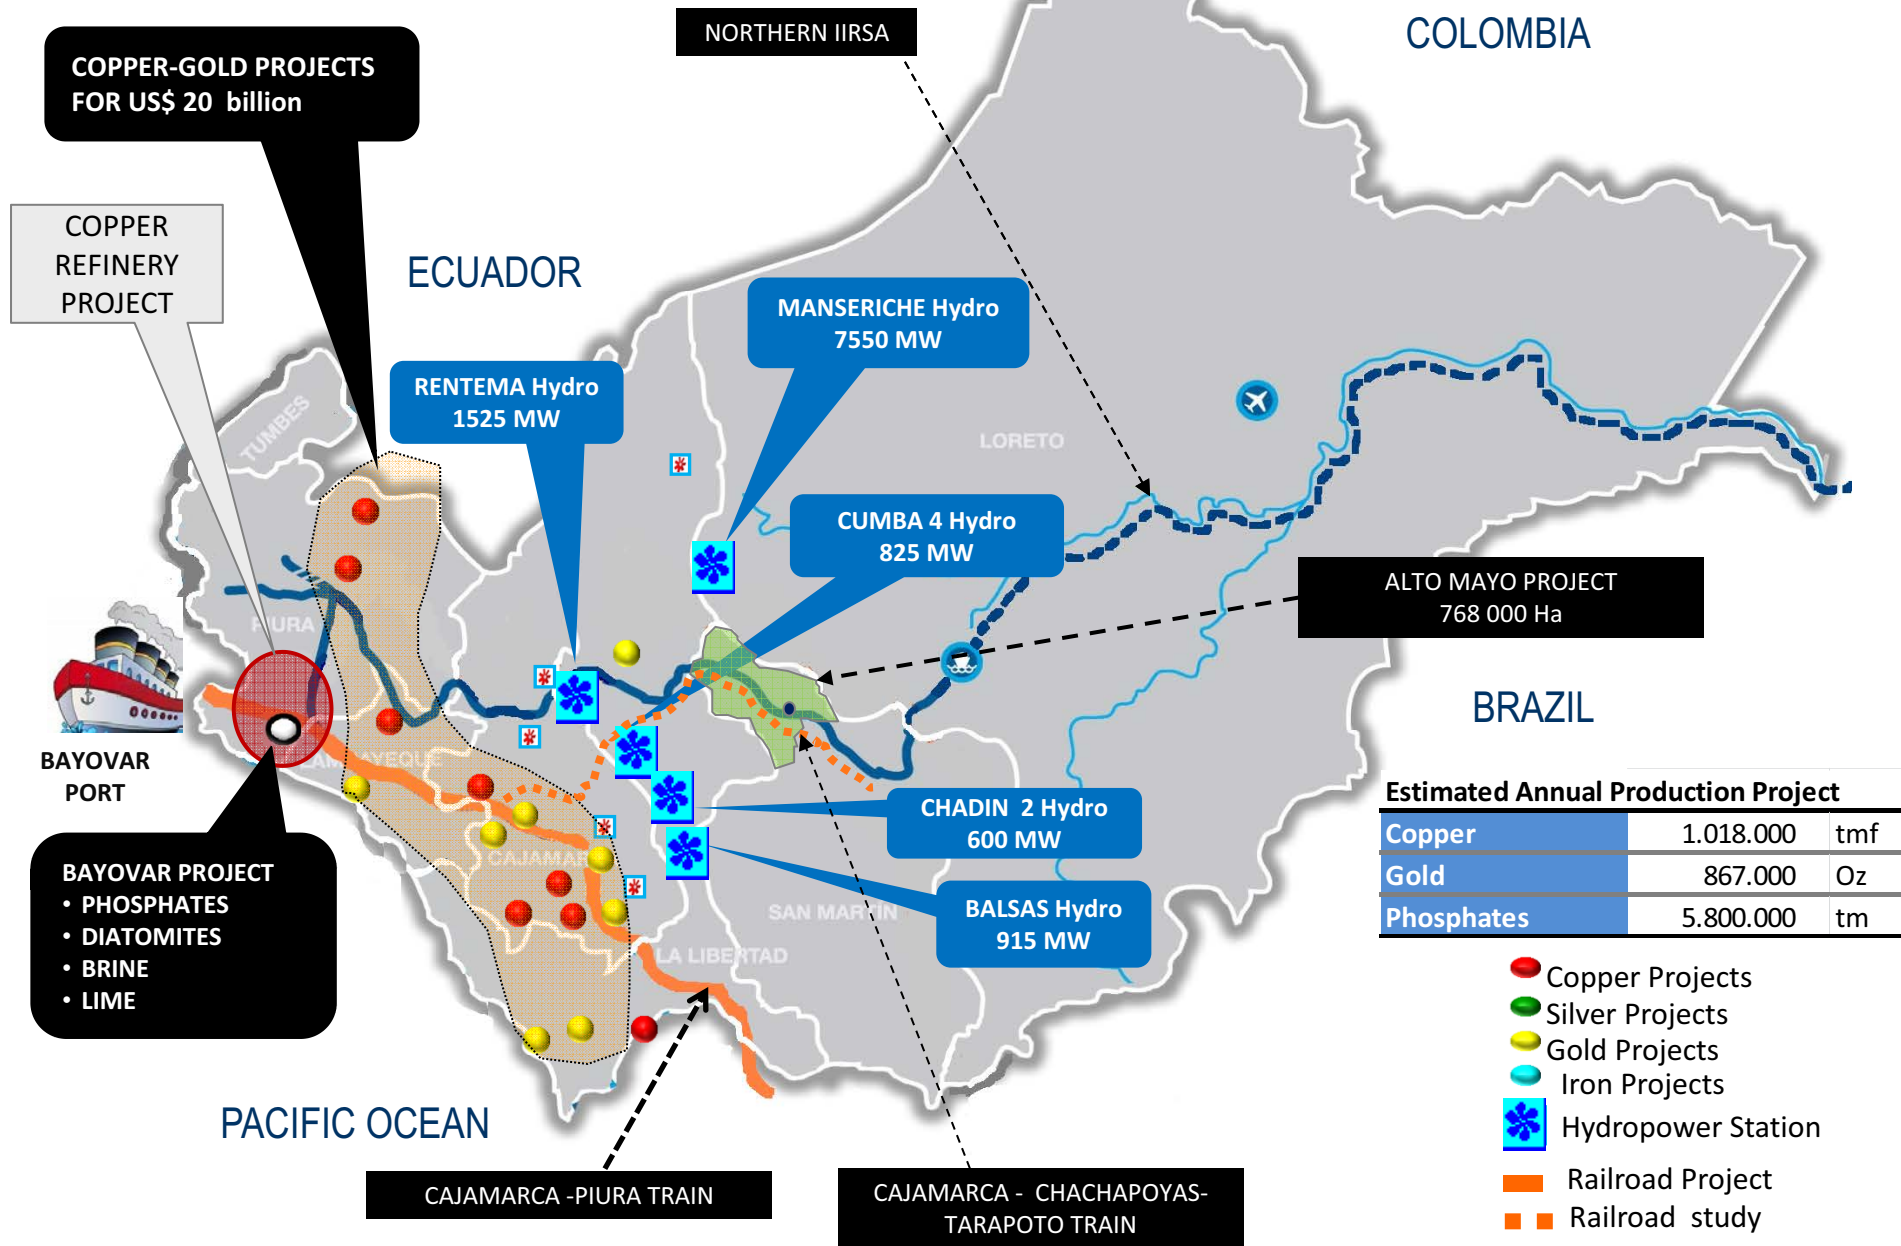 NORTHERN IIRSA
COLOMBIA
COPPER-GOLD PROJECTS
FOR US$ 20 billion
COPPER
REFINERY
PROJECT
ECUADOR
MANSERICHE Hydro
7550 MW
RENTEMA Hydro
1525 MW
TUMBES
LORETO
CUMBA 4 Hydro
825 MW
ALTO MAYO PROJECT
768 000 Ha
PIURA
BRAZIL
BAYOVAR
PORT
LAMBAYEQUE
CHADIN 2 Hydro
600 MW
CAJAMAR
BAYOVAR PROJECT
• PHOSPHATES
• DIATOMITES
• BRINE
• LIME
SAN MARTIN
BALSAS Hydro
915 MW
LA LIBERTAD
Estimated Annual Production Project
Copper 1.018.000 tmf
Gold 867.000 Oz
Phosphates 5.800.000 tm
Copper Projects
Silver Projects
Gold Projects
Iron Projects
Hydropower Station
Railroad Project
Railroad study
PACIFIC OCEAN
CAJAMARCA -PIURA TRAIN
CAJAMARCA - CHACHAPOYAS-
TARAPOTO TRAIN